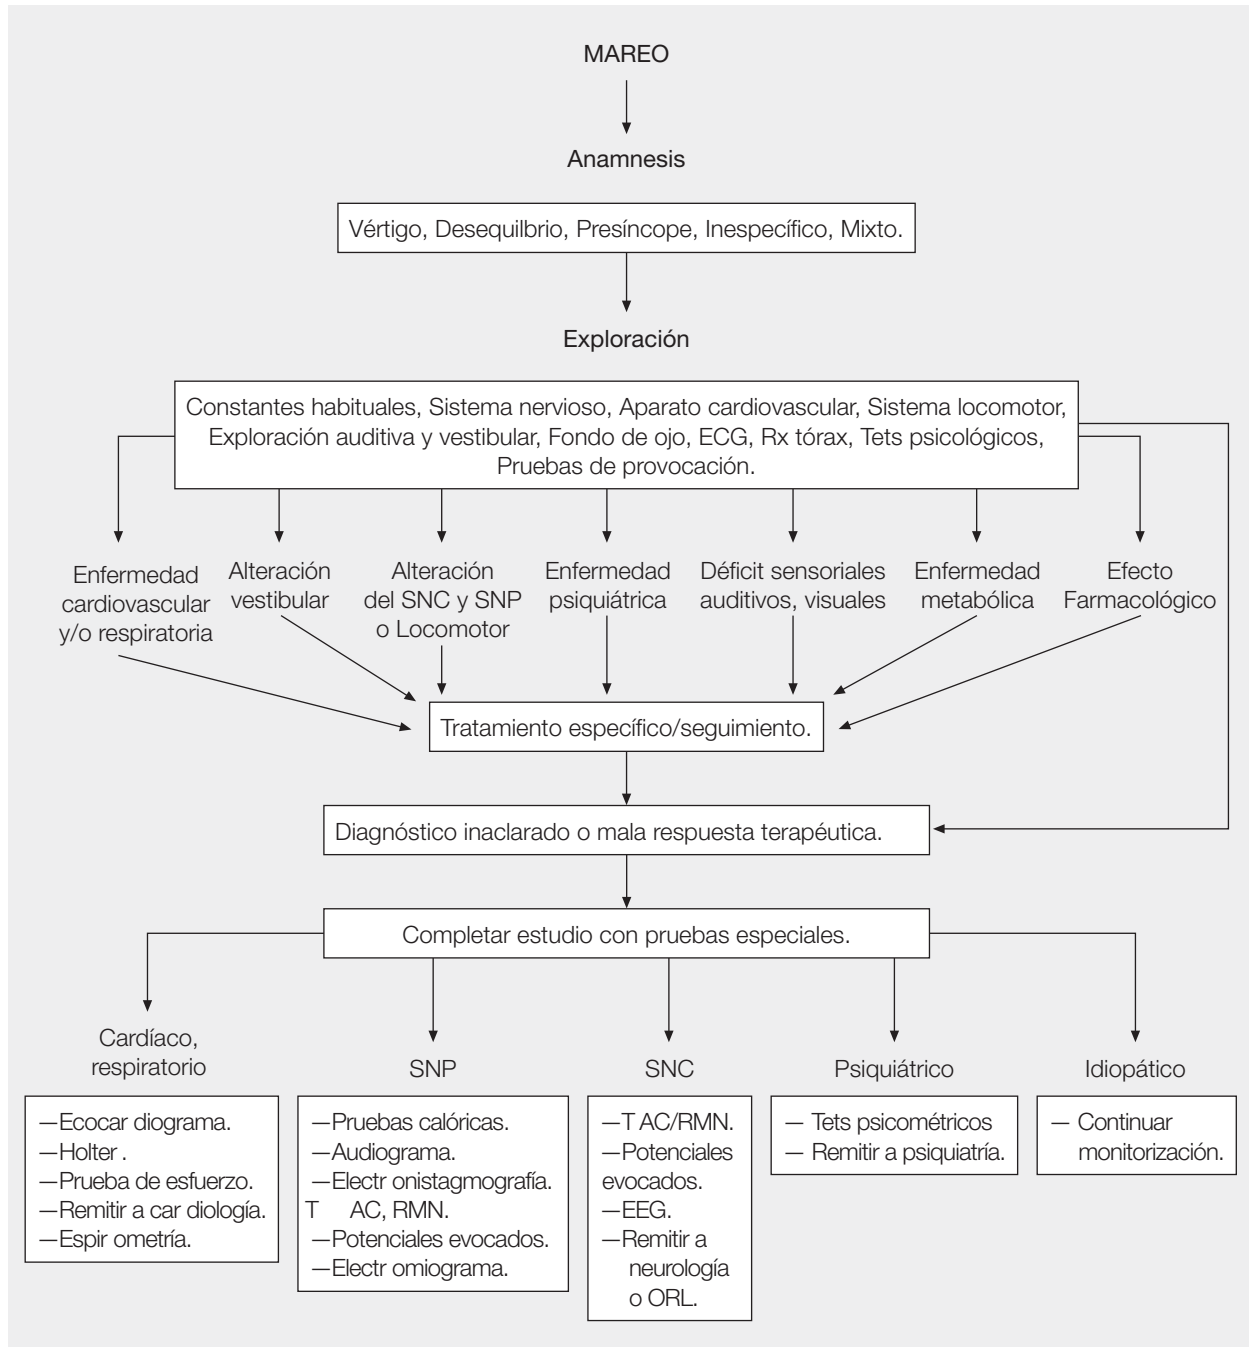 MAREO
Anamnesis
Vértigo, Desequilbrio, Presíncope, Inespecífico, Mixto.
Exploración
Constantes habituales, Sistema nervioso, Aparato cardiovascular, Sistema locomotor,
Exploración auditiva y vestibular, Fondo de ojo, ECG, Rx tórax, Tets psicológicos,
Pruebas de provocación.
Enfermedad
cardiovascular
y/o respiratoria
Alteración
vestibular
Alteración
del SNC y SNP
o Locomotor
Enfermedad
psiquiátrica
Déficit sensoriales
auditivos, visuales
Enfermedad
metabólica
Efecto
Farmacológico
Tratamiento específico/seguimiento.
Diagnóstico inaclarado o mala respuesta terapéutica.
Completar estudio con pruebas especiales.
Cardíaco,
respiratorio
—Ecocar diograma.
—Holter .
—Prueba de esfuerzo.
—Remitir a car diología.
—Espir ometría.
SNP
—Pruebas calóricas.
—Audiograma.
—Electr onistagmografía.
T AC, RMN.
—Potenciales evocados.
—Electr omiograma.
SNC
—T AC/RMN.
—Potenciales
evocados.
—EEG.
—Remitir a
neurología
o ORL.
Psiquiátrico
— Tets psicométricos
— Remitir a psiquiatría.
Idiopático
— Continuar
monitorización.